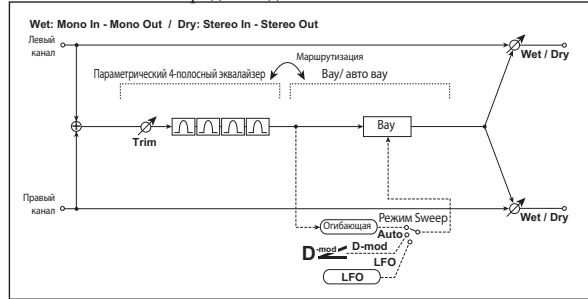 Wet: Mono In - Mono Out / Dry: Stereo In - Stereo Out
Левый
канал
Wet / Dry
Маршрутизация
Параметрический 4-полосный эквалайзер
Вау/ авто вау
Trim
Вау
Правый
канал
Wet / Dry
Огибающая
Режим Sweep
Auto
D-mod
D-mod
LFO
LFO